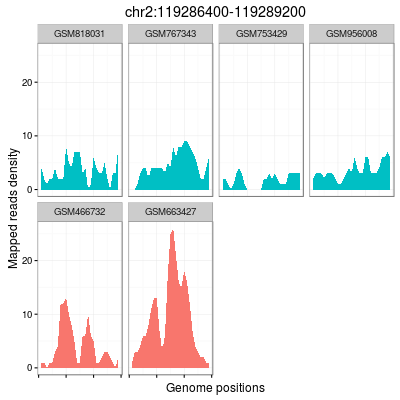 chr2:119286400-119289200
GSM818031 GSM767343 GSM753429 GSM956008
20
10
0
GSM466732 GSM663427
20
10
0
Mapped reads density
Genome positions